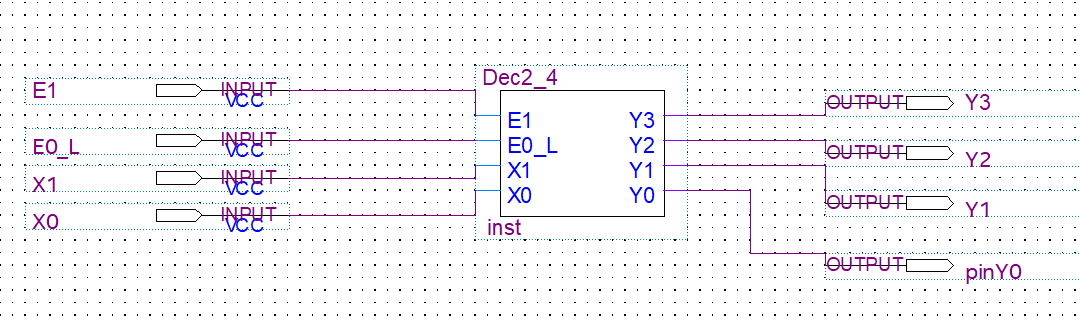 E1 INPUT
VCC
E0_L INPUT
VCC
X1 INPUT
VCC
X0 INPUT
VCC
Dec2_4
E1 Y3
E0_L Y2
X1 Y1
X0 Y0
inst
OUTPUT Y3
OUTPUT Y2
OUTPUT Y1
OUTPUT pinY0